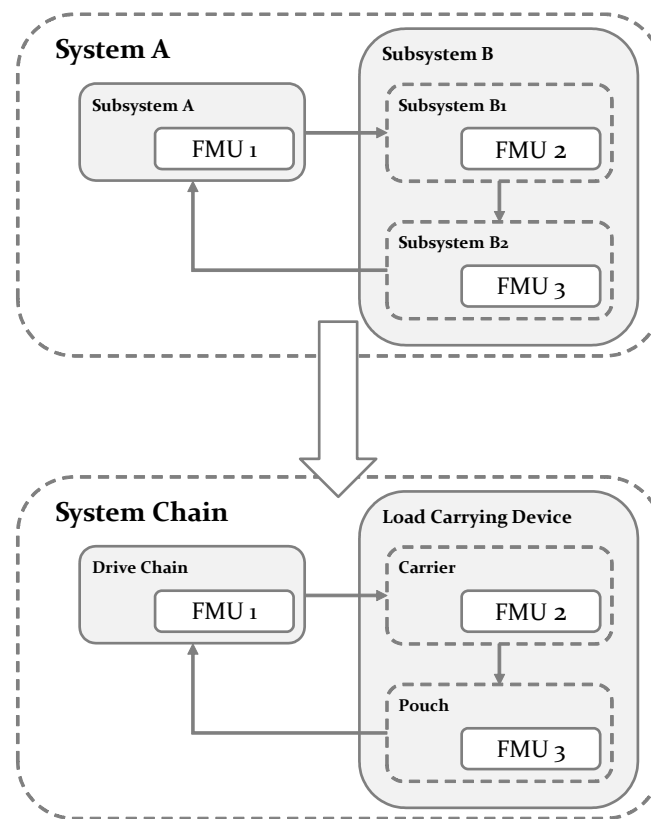 System A
Subsystem B
Subsystem A
FMU 1
Subsystem B1
FMU 2
Subsystem B2
FMU 3
System Chain
Load Carrying Device
Drive Chain
FMU 1
Carrier
FMU 2
Pouch
FMU 3